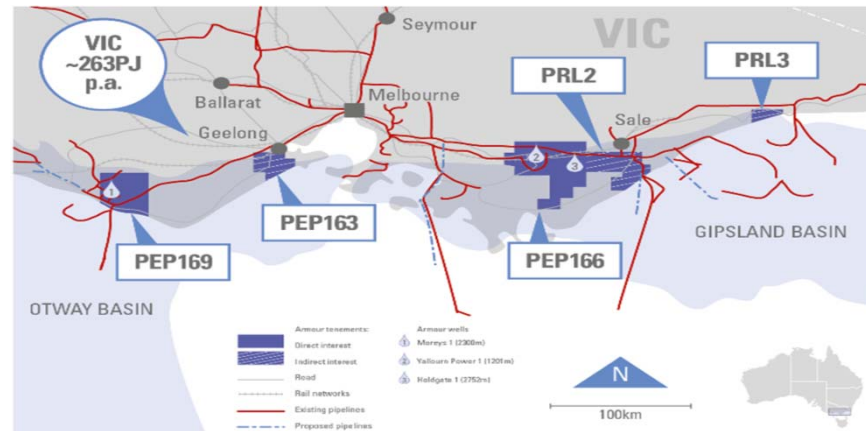 Seymour
VIC
VIC
~263PJ
p.a.
PRL2
PRL3
Melbourne
Ballarat
Sale
Geelong
2
3
1
PEP163
PEP169
PEP166
GIPSLAND BASIN
OTWAY BASIN
Armour tenements:
Direct interest
Indirect interest
Road
Rail networks
Existing pipelines
Proposed pipelines
Armour wells
1 Moreys 1 (2300m)
2 Yallourn Power 1 (1201m)
3 Holdgate 1 (2752m)
N
100km